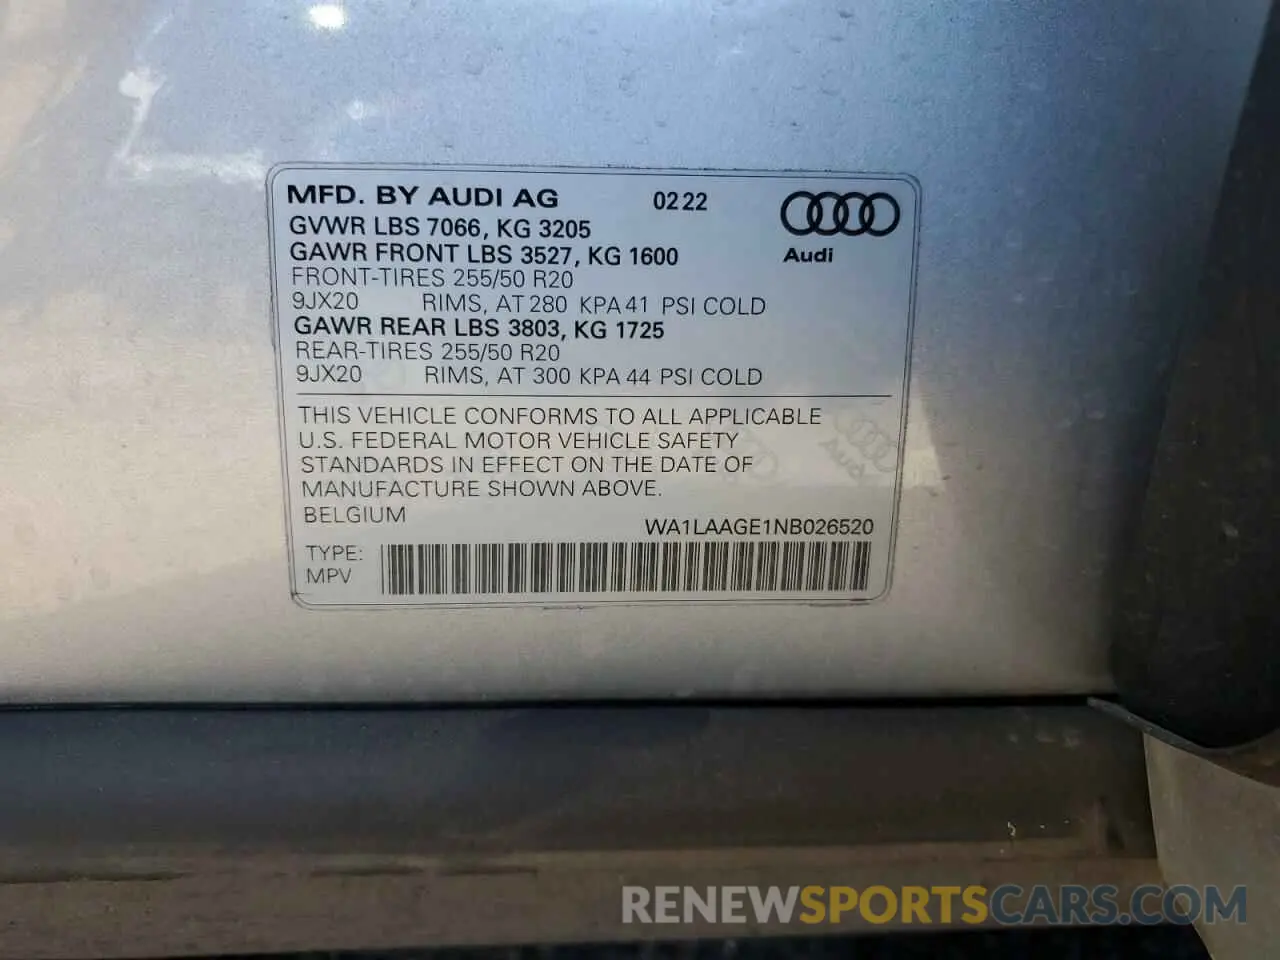 MFD. BY AUDI AG 02 22
GVWR LBS 7066, KG 3205
GAWR FRONT LBS 3527, KG 1600
Audi
FRONT-TIRES 255/50 R20
9JX20 RIMS, AT 280 KPA 41 PSI COLD
GAWR REAR LBS 3803, KG 1725
REAR-TIRES 255/50 R20
9JX20 RIMS, AT 300 KPA 44 PSI COLD
THIS VEHICLE CONFORMS TO ALL APPLICABLE
U.S. FEDERAL MOTOR VEHICLE SAFETY
STANDARDS IN EFFECT ON THE DATE OF
MANUFACTURE SHOWN ABOVE.
Audi
BELGIUM WA1LAAGE1NB026520
TYPE:
MPV
RENEWSPORTSCARS.COM